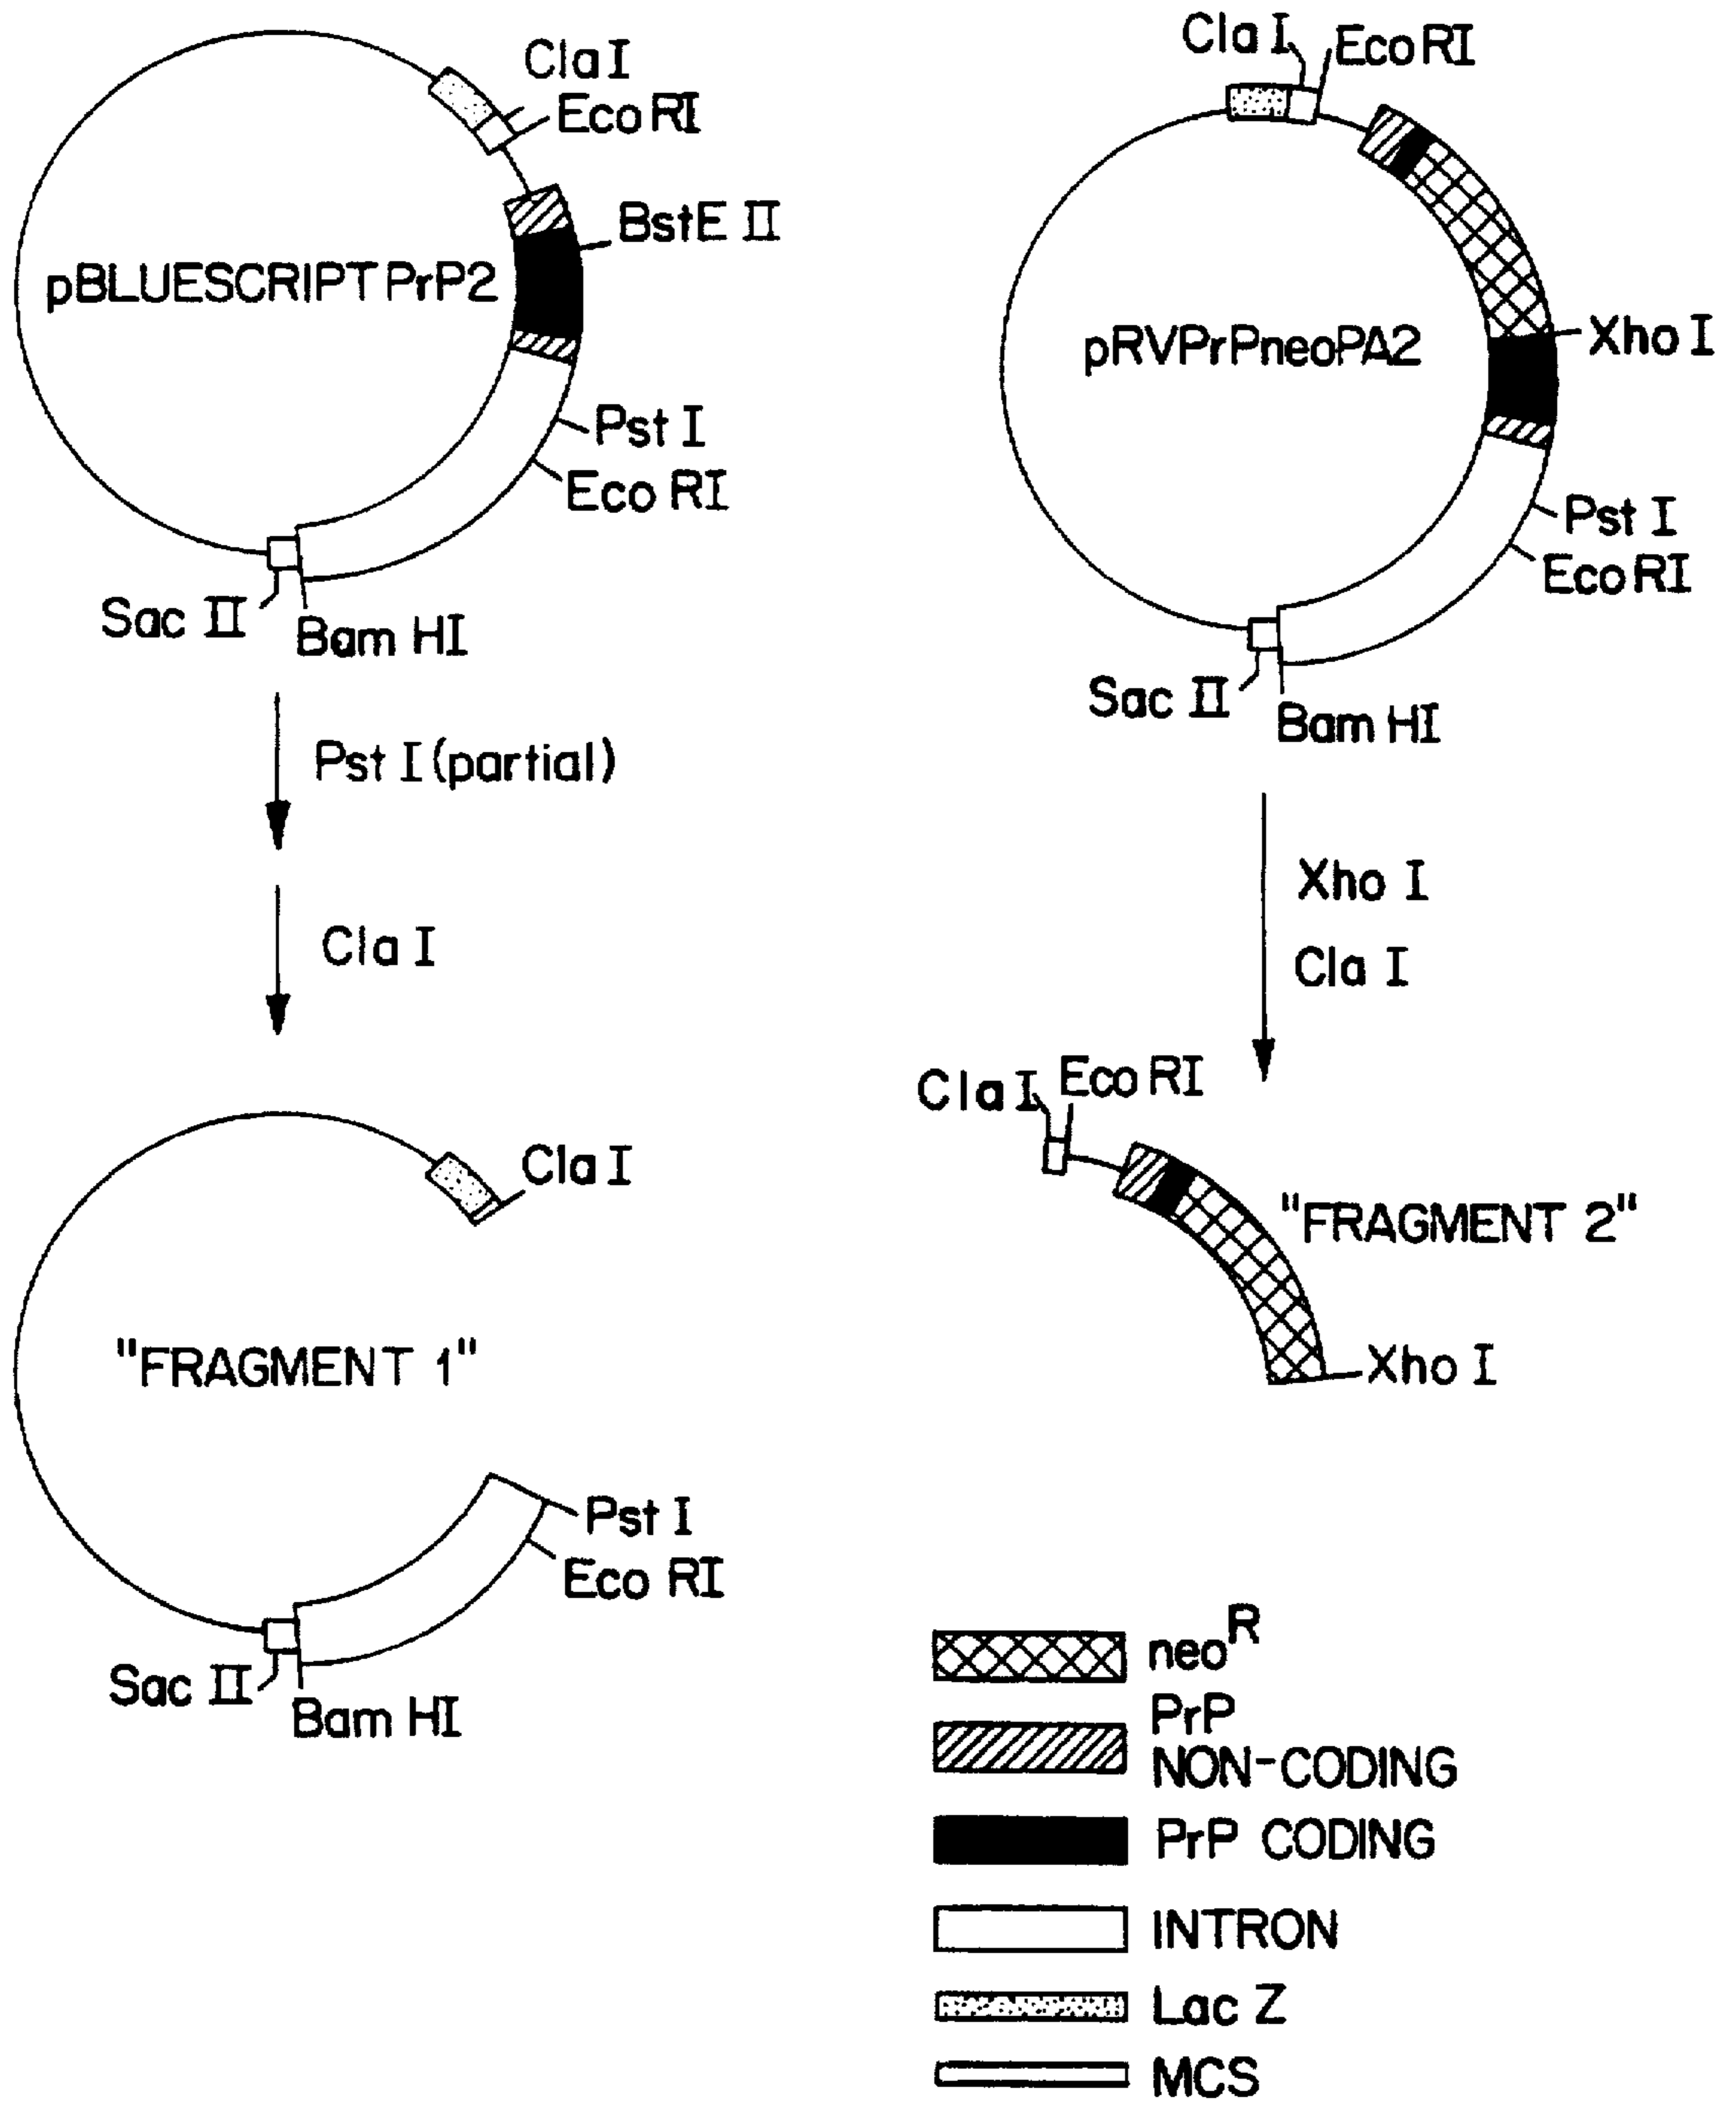 Cla I
Eco RI
BstE II
pBLUESCRIPT PrP2
Pst I
Eco RI
Sac II
Bam HI
Pst I (partial)
Cla I
Cla I
"FRAGMENT 1"
Pst I
Eco RI
Sac II
Bam HI
Cla I
Eco RI
pRVPrPneoPA2
Xho I
Pst I
Eco RI
Sac II
Bam HI
Xho I
Cla I
Cla I
Eco RI
"FRAGMENT 2"
Xho I
neoR
PrP
NON-CODING
PrP CODING
INTRON
Lac Z
MCS